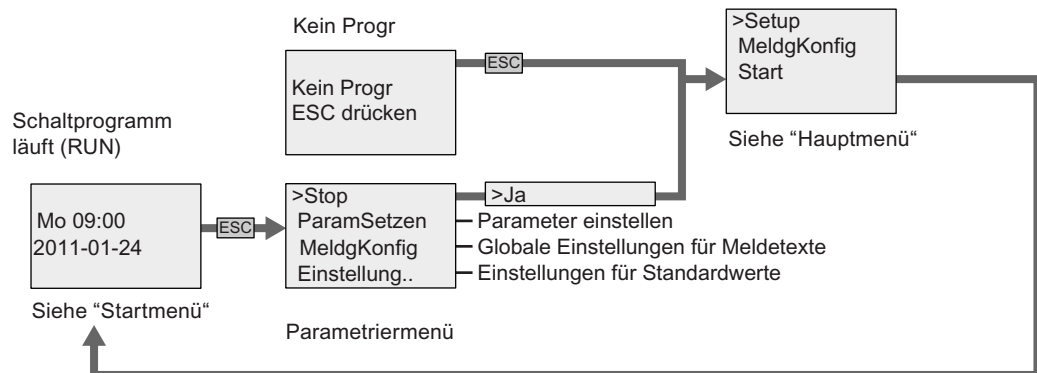 Kein Progr
Kein Progr
ESC drücken
ESC
>Setup
MeldgKonfig
Start
Siehe “Hauptmenü“
Schaltprogramm
läuft (RUN)
Mo 09:00
2011-01-24
Siehe “Startmenü“
ESC
>Stop
ParamSetzen
MeldgKonfig
Einstellung..
>Ja
Parameter einstellen
Globale Einstellungen für Meldetexte
Einstellungen für Standardwerte
Parametriermenü